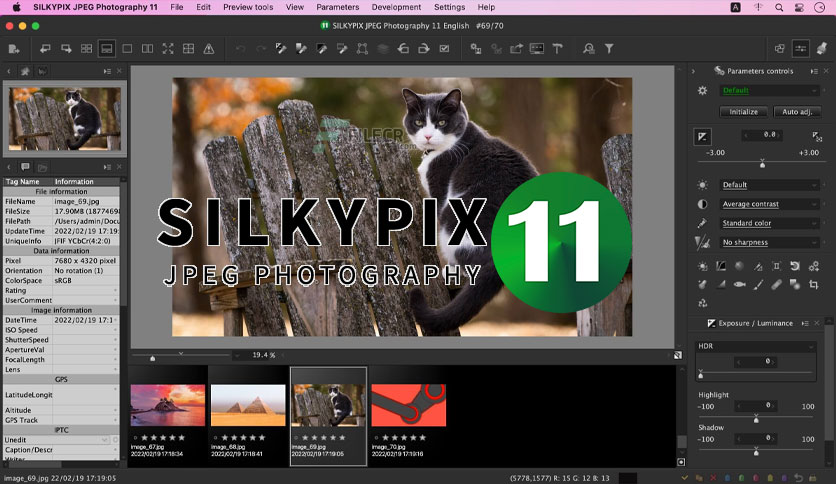 SILKYPIX JPEG Photography 11 File Edit Preview tools View Parameters Development Settings Help
11 SILKYPIX JPEG Photography 11 English #69/70
Parameters controls
Default
Initialize Auto adj.
0.0
-3.00 +3.00
Default
Average contrast
Standard color
No sharpness
Exposure / Luminance
HDR
0
Highlight
-100 0 100
Shadow
-100 0 100
Tag Name Information
File information
FileName image_69.jpg
FileSize 17.90MB (18774698
FilePath /Users/admin/Docu
UpdateTime 2022/02/19 17:19:
UniqueInfo JFIF YCbCr(4:2:0)
Data information
Pixel 7680 x 4320 pixel
Orientation No rotation (1)
ColorSpace sRGB
Rating
UserComment
Image information
DateTime 2022/02/19 17:1
ISO Speed
ShutterSpeed
ApertureVal
FocalLength
Lens
GPS
LatitudeLongit
Altitude
GPS Track
IPTC
Unedit
Caption/Descr
Writer
FILECR
.com
SILKYPIX
JPEG PHOTOGRAPHY
11
19.4 %
image_67.jpg
2022/02/19 17:18:34
image_68.jpg
2022/02/19 17:18:41
image_69.jpg
2022/02/19 17:19:05
image_70.jpg
2022/02/19 17:19:16
image_69.jpg 22/02/19 17:19:05
(5778,1577) R: 15 G: 12 B: 13